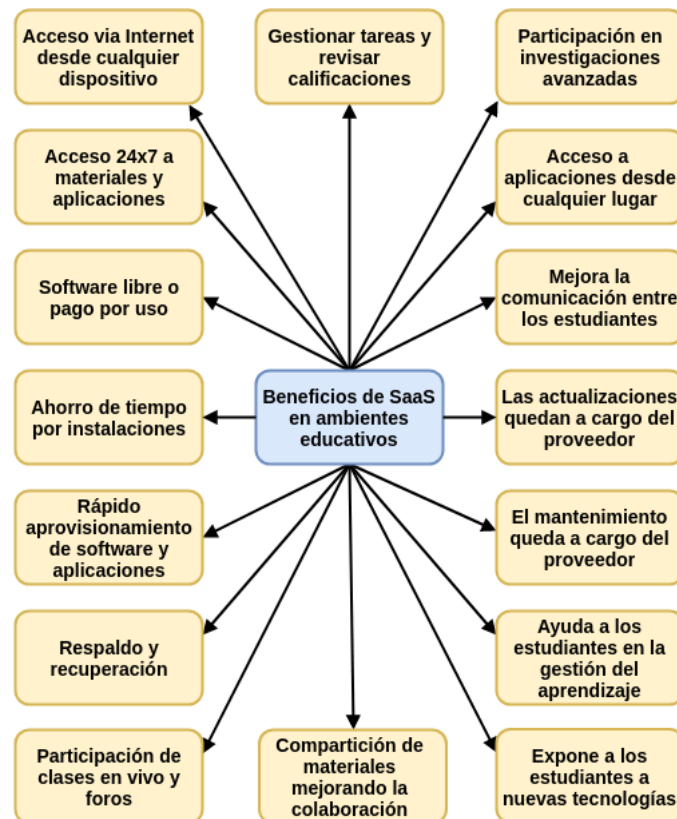 Acceso via Internet
desde cualquier
dispositivo
Gestionar tareas y
revisar
calificaciones
Participación en
investigaciones
avanzadas
Acceso 24x7 a
materiales y
aplicaciones
Acceso a
aplicaciones desde
cualquier lugar
Software libre o
pago por uso
Mejora la
comunicación entre
los estudiantes
Ahorro de tiempo
por instalaciones
Beneficios de SaaS
en ambientes
educativos
Las actualizaciones
quedan a cargo del
proveedor
Rápido
aprovisionamiento
de software y
aplicaciones
El mantenimiento
queda a cargo del
proveedor
Respaldo y
recuperación
Ayuda a los
estudiantes en la
gestión del
aprendizaje
Participación de
clases en vivo y
foros
Compartición de
materiales
mejorando la
colaboración
Expone a los
estudiantes a
nuevas tecnologías